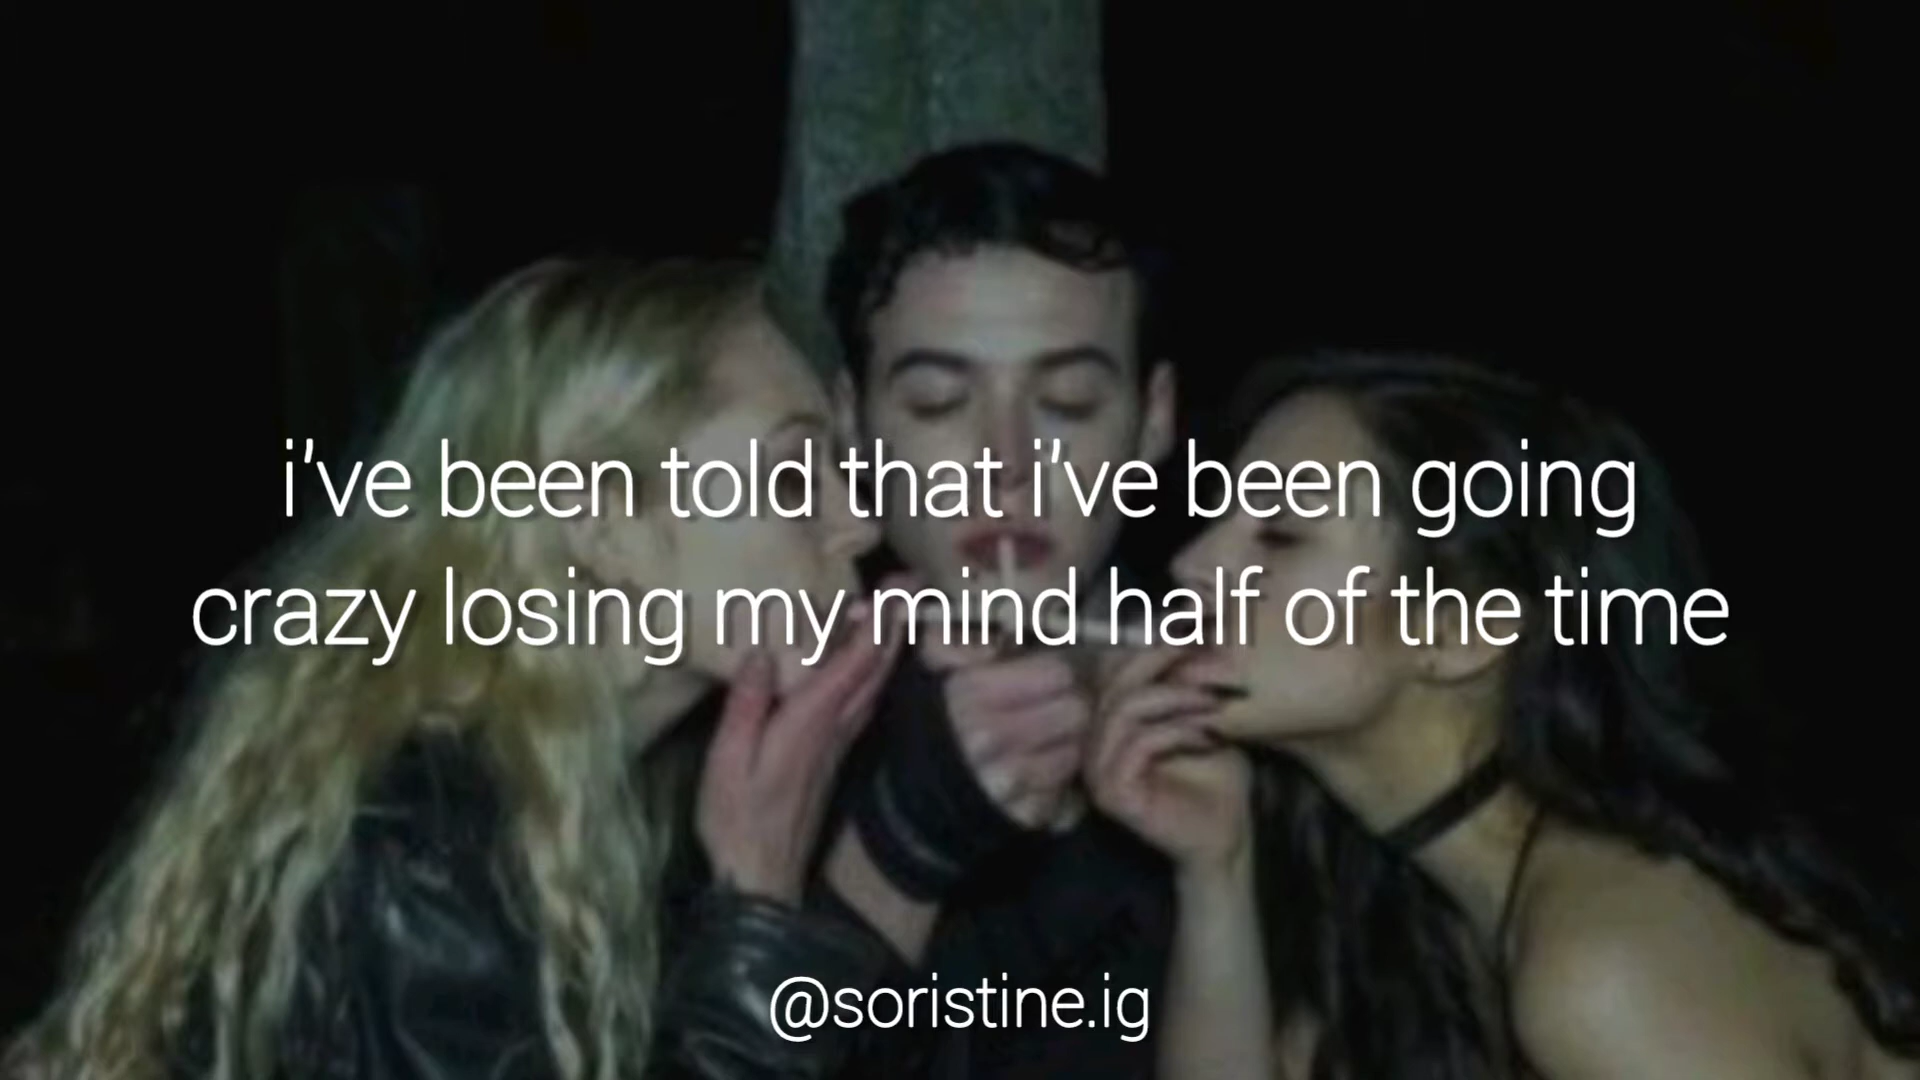 i've been told that i've been going
crazy losing my mind half of the time
@soristine.ig